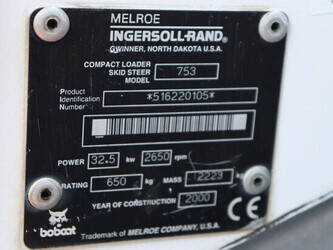 MELROE
INGERSOLL-RAND®
GWINNER, NORTH DAKOTA U.S.A.
COMPACT LOADER
SKID STEER
MODEL 753
Product
Identification
Number *516220105*
POWER 32.5 kw 2650 rpm
RATING 650 kg MASS 2223 kg
YEAR OF CONSTRUCTION 2000
bobcat CE
Trademark of MELROE COMPANY, U.S.A.